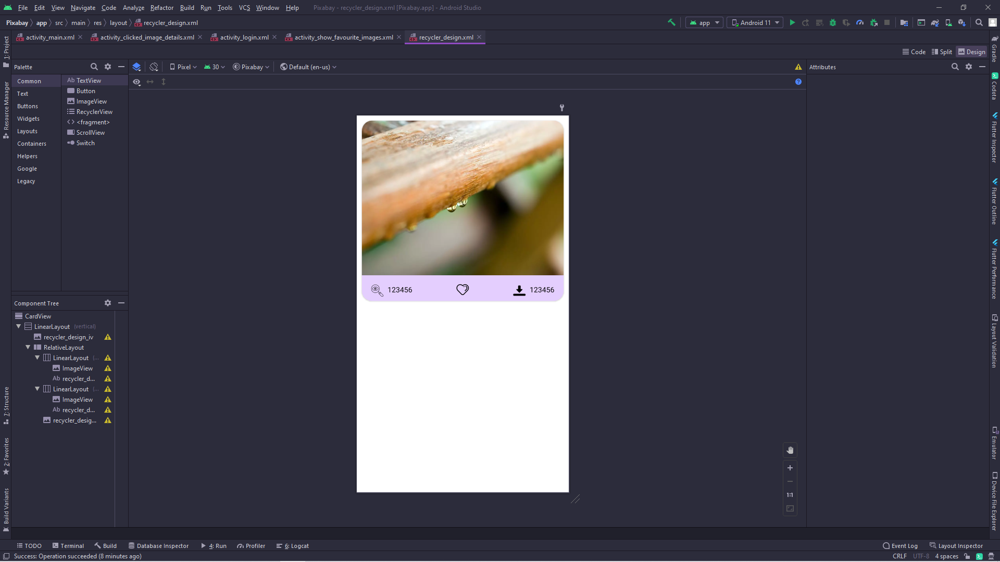 File Edit View Navigate Code Analyze Refactor Build Run Tools VCS Window Help Pixabay - recycler_design.xml [Pixabay.app] - Android Studio
Pixabay app src main res layout recycler_design.xml app Android 11
activity_main.xml activity_clicked_image_details.xml activity_login.xml activity_show_favourite_images.xml recycler_design.xml
Code Split Design
Palette Pixel 30 Pixabay Default (en-us) Attributes
Common
Text
Buttons
Widgets
Layouts
Containers
Helpers
Google
Legacy
Ab TextView
Button
ImageView
RecyclerView
<> <fragment>
ScrollView
Switch
123456 123456
Component Tree
CardView
LinearLayout (vertical)
recycler_design_iv
RelativeLayout
LinearLayout (...
ImageView
Ab recycler_d...
LinearLayout (...
ImageView
Ab recycler_d...
recycler_desig...
1:1
1: Project
Resource Manager
7: Structure
2: Favorites
Build Variants
Gradle
Codota
Flutter Inspector
Flutter Outline
Flutter Performance
Layout Validation
Emulator
Device File Explorer
TODO Terminal Build Database Inspector 4: Run Profiler 6: Logcat Event Log Layout Inspector
Success: Operation succeeded (8 minutes ago) CRLF UTF-8 4 spaces